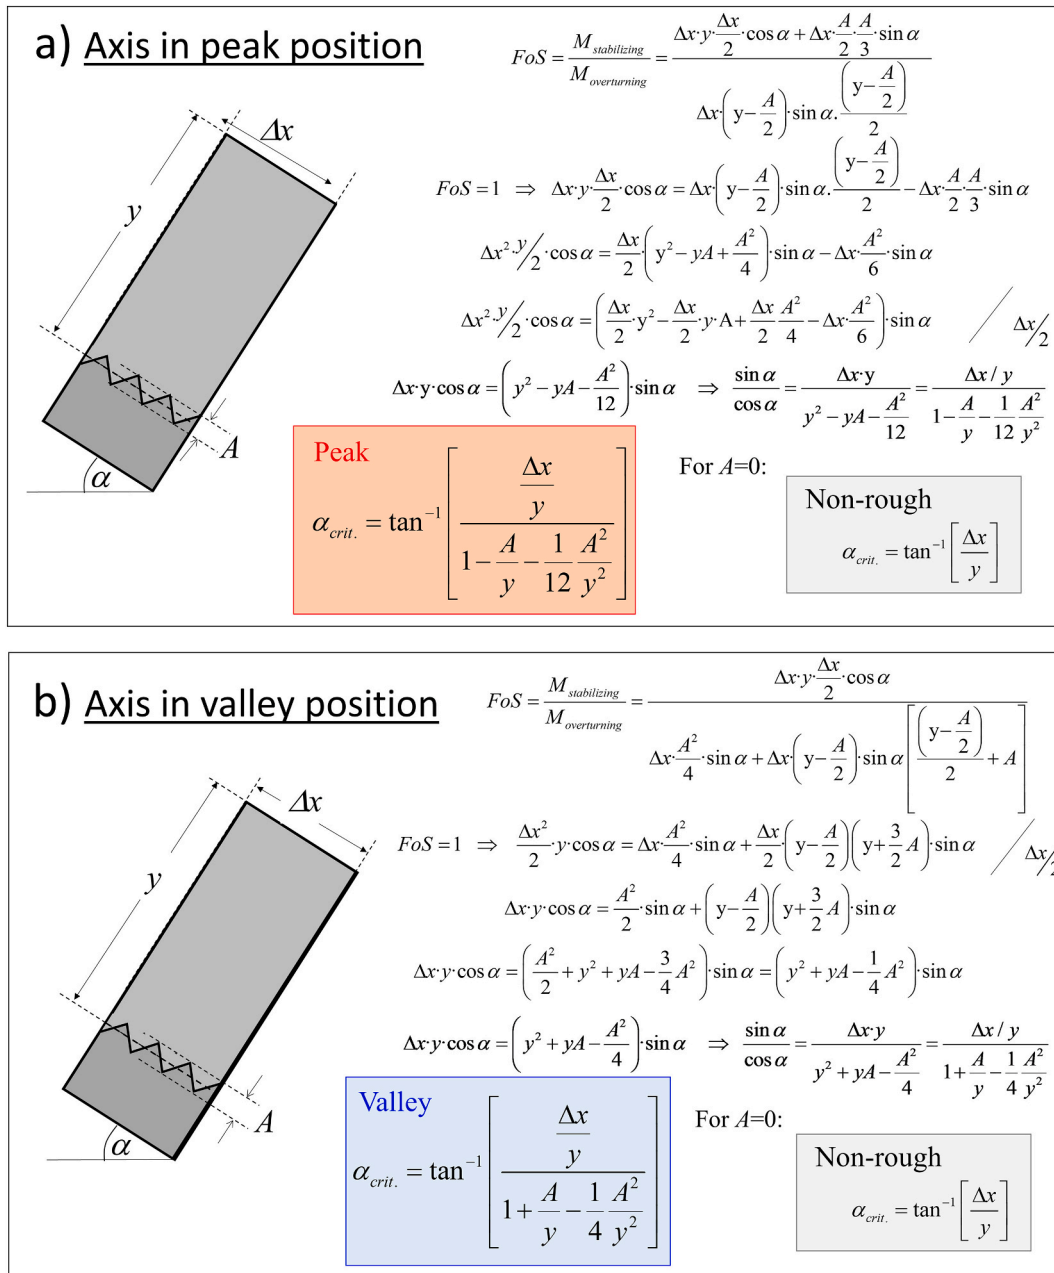 a) Axis in peak position
FoS = M_stabilizing / M_overturning = (Δx·y·(Δx/2)·cos α + Δx·(A/2)·(A/3)·sin α) / (Δx·(y−A/2)·sin α.(y−A/2)/2)
Δx
y
FoS = 1 ⇒ Δx·y·(Δx/2)·cos α = Δx·(y−A/2)·sin α.(y−A/2)/2 − Δx·(A/2)·(A/3)·sin α
Δx²·y/2·cos α = (Δx/2)·(y² − yA + A²/4)·sin α − Δx·(A²/6)·sin α
Δx²·y/2·cos α = ((Δx/2)·y² − (Δx/2)·y·A + (Δx/2)(A²/4) − Δx·(A²/6))·sin α / Δx/2
Δx·y·cos α = (y² − yA − A²/12)·sin α ⇒ sin α / cos α = Δx·y / (y² − yA − A²/12) = (Δx / y) / (1 − A/y − (1/12)(A²/y²))
A
α
Peak
α_crit. = tan⁻¹[(Δx/y) / (1 − A/y − (1/12)(A²/y²))]
For A=0:
Non-rough
α_crit. = tan⁻¹[Δx/y]
b) Axis in valley position
FoS = M_stabilizing / M_overturning = (Δx·y·(Δx/2)·cos α) / (Δx·(A²/4)·sin α + Δx·(y−A/2)·sin α[(y−A/2)/2 + A])
Δx
y
FoS = 1 ⇒ (Δx²/2)·y·cos α = Δx·(A²/4)·sin α + (Δx/2)·(y−A/2)(y+(3/2)A)·sin α / Δx/2
Δx·y·cos α = (A²/2)·sin α + (y−A/2)(y+(3/2)A)·sin α
Δx·y·cos α = (A²/2 + y² + yA − (3/4)A²)·sin α = (y² + yA − (1/4)A²)·sin α
Δx·y·cos α = (y² + yA − A²/4)·sin α ⇒ sin α / cos α = Δx·y / (y² + yA − A²/4) = (Δx / y) / (1 + A/y − (1/4)(A²/y²))
A
α
Valley
α_crit. = tan⁻¹[(Δx/y) / (1 + A/y − (1/4)(A²/y²))]
For A=0:
Non-rough
α_crit. = tan⁻¹[Δx/y]